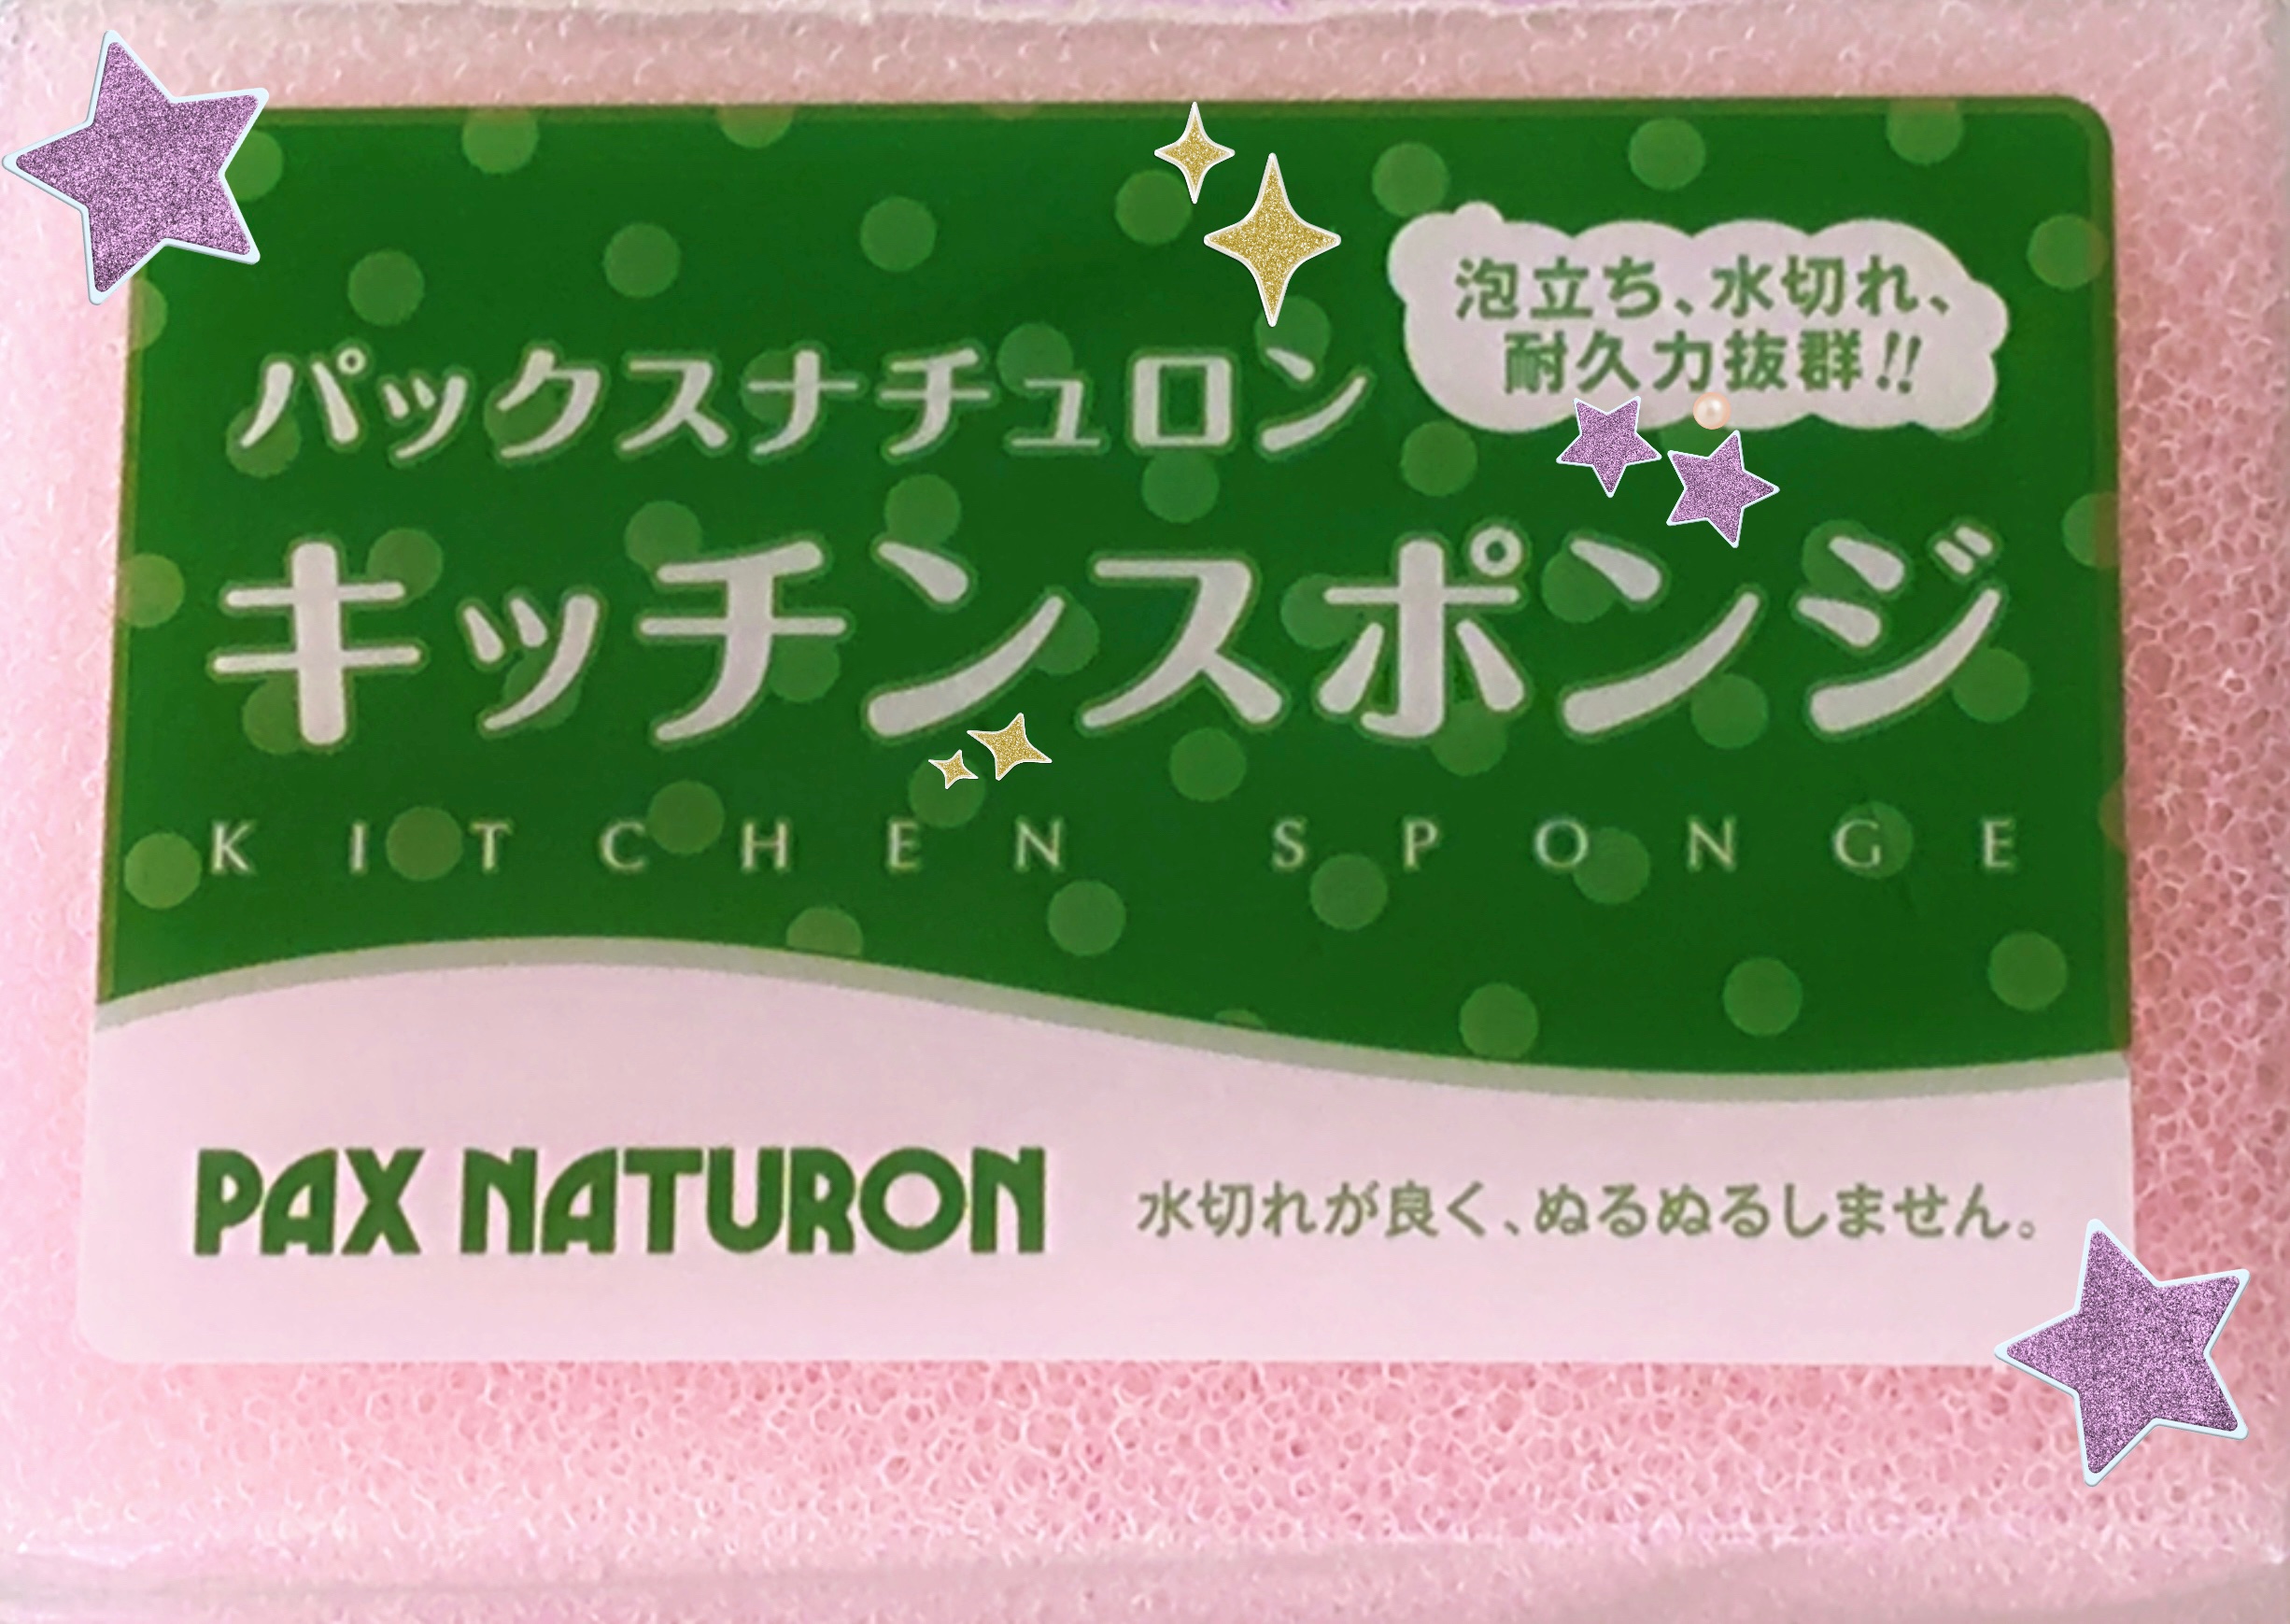 泡立ち、水切れ、
耐久力抜群!!
パックスナチュロン
キッチンスポンジ
KITCHEN SPONGE
PAX NATURON
水切れが良く、ぬるぬるしません。